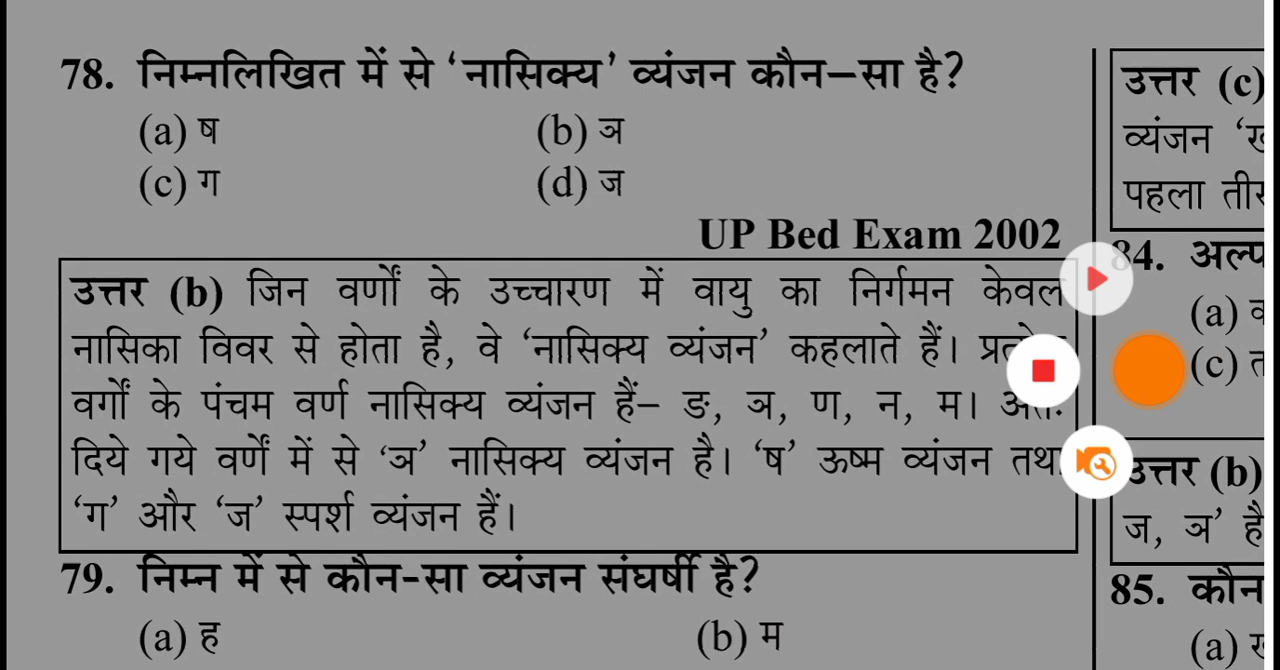 78. निम्नलिखित में से ‘नासिक्य’ व्यंजन कौन–सा है?
(a) ष (b) ञ
(c) ग (d) ज
UP Bed Exam 2002
उत्तर (b) जिन वर्णों के उच्चारण में वायु का निर्गमन केवल
नासिका विवर से होता है, वे ‘नासिक्य व्यंजन’ कहलाते हैं।
वर्गों के पंचम वर्ण नासिक्य व्यंजन हैं– ङ, ञ, ण, न, म। अतः
दिये गये वर्णें में से ‘ञ’ नासिक्य व्यंजन है। ‘ष’ ऊष्म व्यंजन
‘ग’ और ‘ज’ स्पर्श व्यंजन हैं।
79. निम्न में से कौन-सा व्यंजन संघर्षी है?
(a) ह (b) म
उत्तर (c)
व्यंजन
पहला
84.
(a)
(c)
उत्तर (b)
ज, ञ’ है
85. कौन
(a)